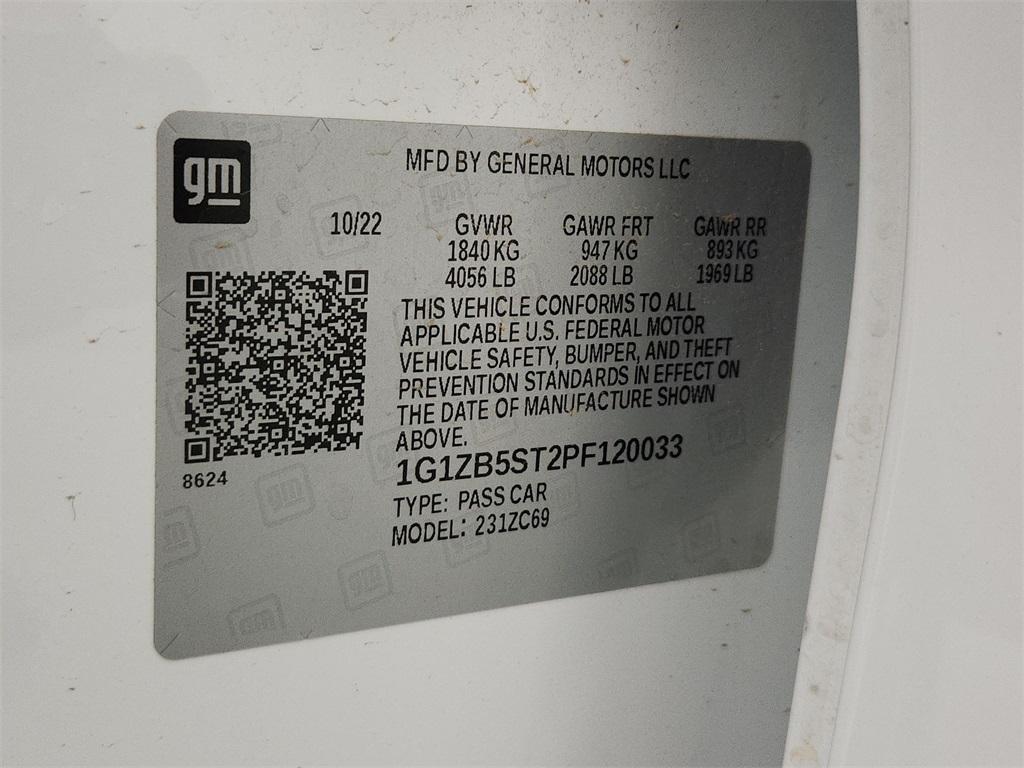 gm
MFD BY GENERAL MOTORS LLC
10/22 GVWR GAWR FRT GAWR RR
1840 KG 947 KG 893 KG
4056 LB 2088 LB 1969 LB
THIS VEHICLE CONFORMS TO ALL
APPLICABLE U.S. FEDERAL MOTOR
VEHICLE SAFETY, BUMPER, AND THEFT
PREVENTION STANDARDS IN EFFECT ON
THE DATE OF MANUFACTURE SHOWN
ABOVE.
8624
1G1ZB5ST2PF120033
TYPE: PASS CAR
MODEL: 231ZC69